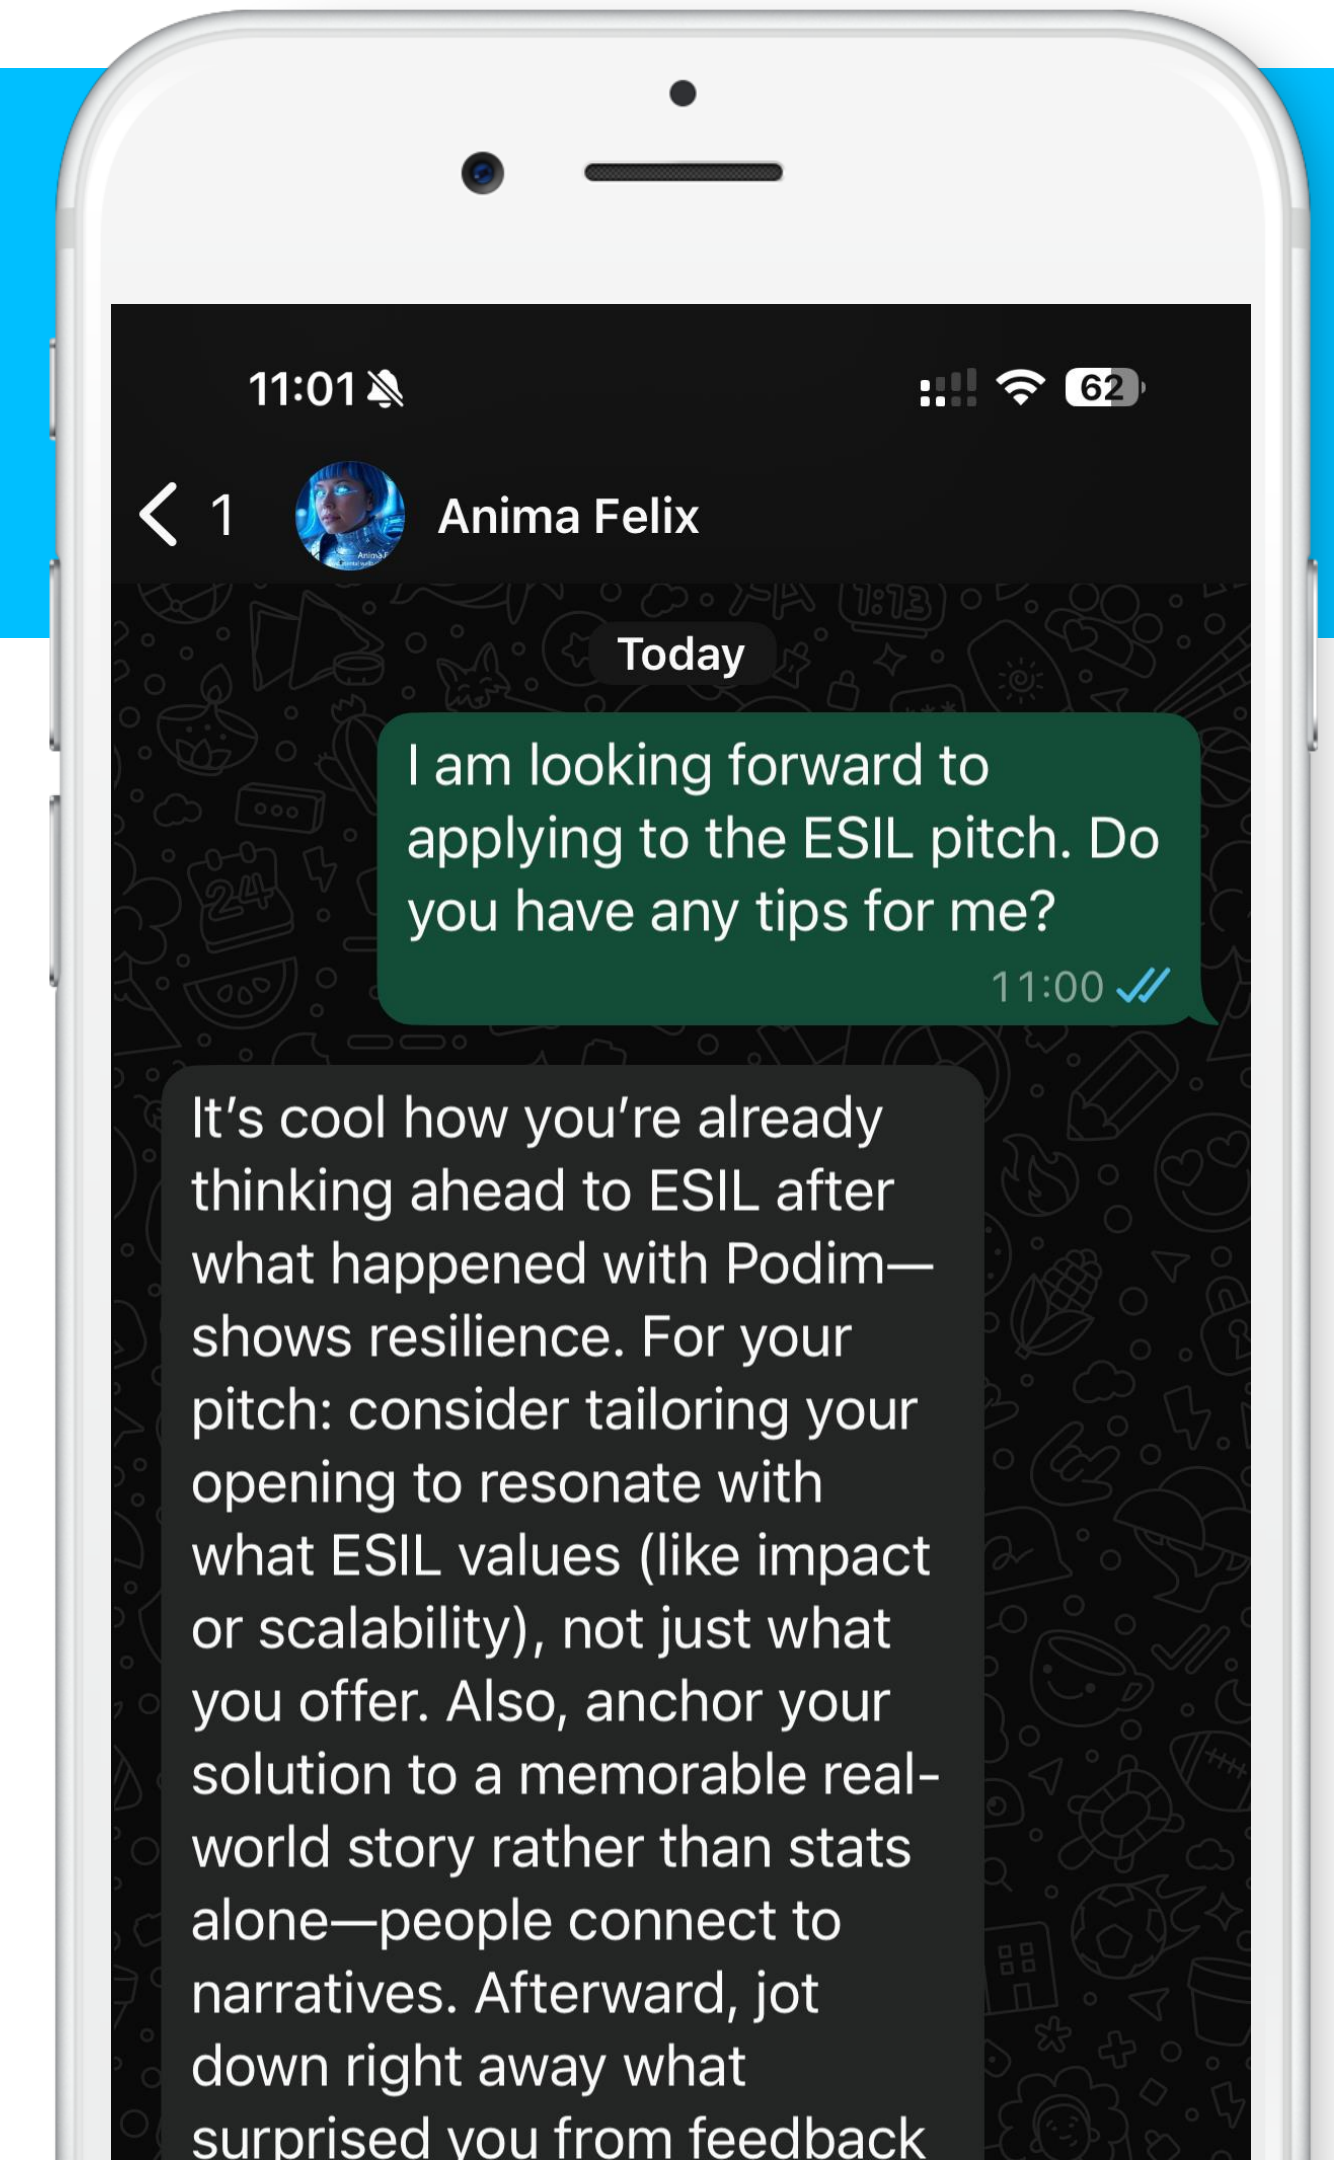 11:01
62
1
Anima Felix
Today
I am looking forward to
applying to the ESIL pitch. Do
you have any tips for me?
11:00
It’s cool how you’re already
thinking ahead to ESIL after
what happened with Podim—
shows resilience. For your
pitch: consider tailoring your
opening to resonate with
what ESIL values (like impact
or scalability), not just what
you offer. Also, anchor your
solution to a memorable real-
world story rather than stats
alone—people connect to
narratives. Afterward, jot
down right away what
surprised you from feedback